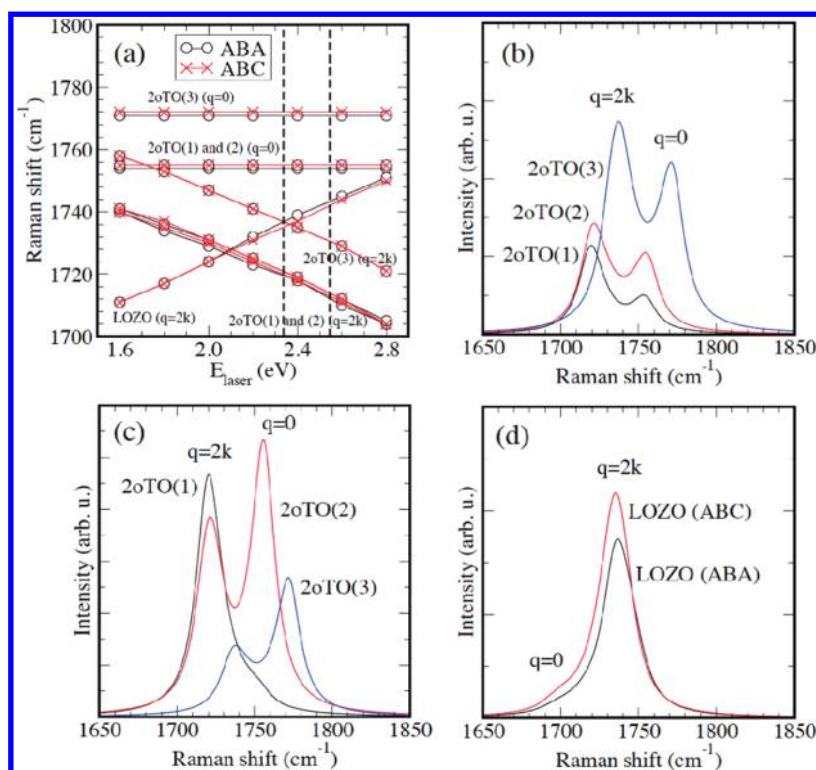 (a)
ABA
ABC
2oTO(3) (q=0)
2oTO(1) and (2) (q=0)
2oTO(3) (q=2k)
LOZO (q=2k)
2oTO(1) and (2) (q=2k)
1800
1780
1760
1740
1720
1700
Raman shift (cm-1)
1.6
2.0
2.4
2.8
Elaser (eV)
(b)
q=2k
q=0
2oTO(3)
2oTO(2)
2oTO(1)
Intensity (arb. u.)
1650
1700
1750
1800
1850
Raman shift (cm-1)
(c)
q=0
q=2k
2oTO(1)
2oTO(2)
2oTO(3)
Intensity (arb. u.)
1650
1700
1750
1800
1850
Raman shift (cm-1)
(d)
q=2k
LOZO (ABC)
LOZO (ABA)
q=0
Intensity (arb. u.)
1650
1700
1750
1800
1850
Raman shift (cm-1)